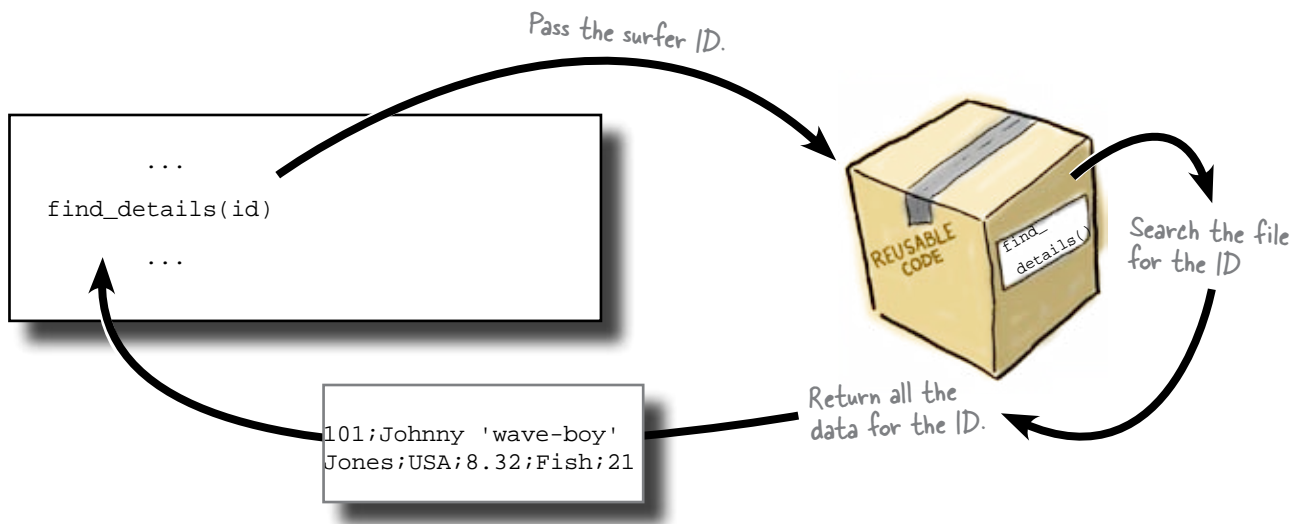 Pass the surfer ID.
...
find_details(id)
...
REUSABLE
CODE
find_
details()
Search the file
for the ID
Return all the
data for the ID.
101;Johnny 'wave-boy'
Jones;USA;8.32;Fish;21